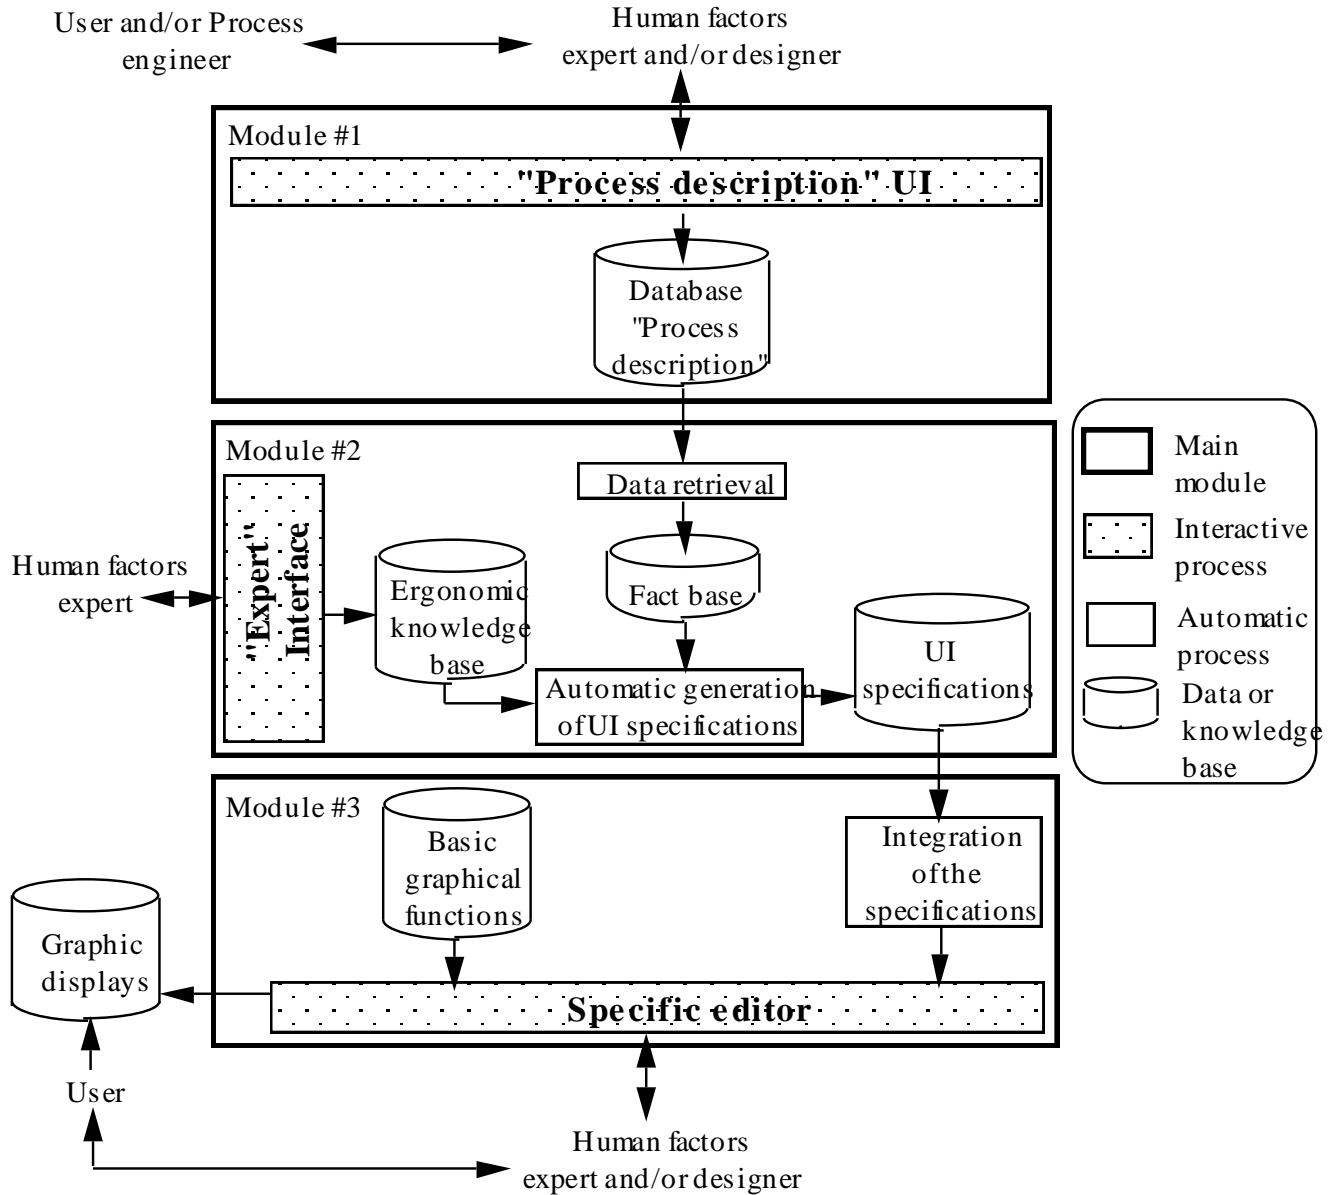 User and/or Process
engineer
Human factors
expert and/or designer
Module #1
"Process description" UI
Database
"Process
description"
Module #2
Data retrieval
"Expert"
Interface
Human factors
expert
Ergonomic
knowledge
base
Fact base
Automatic generation
of UI specifications
UI
specifications
Main
module
Interactive
process
Automatic
process
Data or
knowledge
base
Module #3
Basic
graphical
functions
Integration
of the
specifications
Graphic
displays
Specific editor
User
Human factors
expert and/or designer